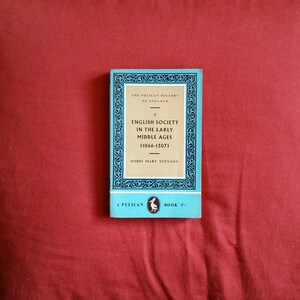 THE PELICAN HISTORY
OF ENGLAND
3
ENGLISH SOCIETY
IN THE EARLY
MIDDLE AGES
(1066-1307)
DORIS MARY STENTON
A PELICAN BOOK